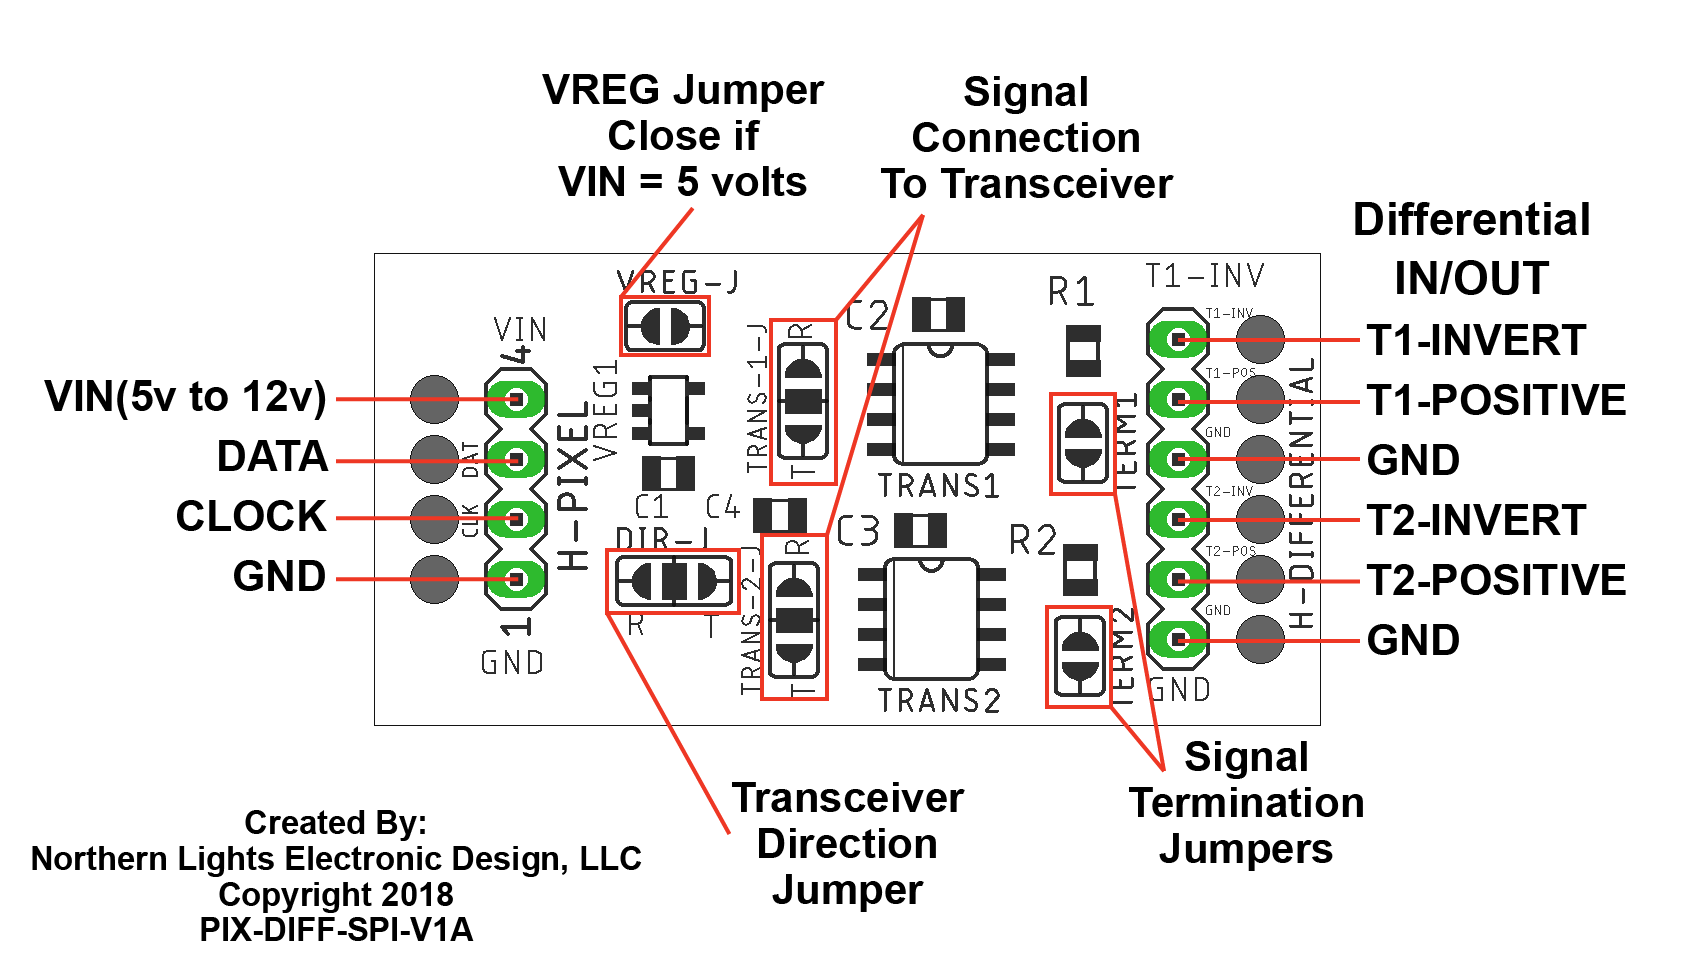 VREG Jumper
Close if
VIN = 5 volts
Signal
Connection
To Transceiver
Differential
IN/OUT
T1-INVERT
T1-POSITIVE
GND
T2-INVERT
T2-POSITIVE
GND
VIN(5v to 12v)
DATA
CLOCK
GND
VIN
4
DAT
CLK
H-PIXEL
1
GND
VREG-J
VREG1
C1
C4
DIR-J
R
T
TRANS-1-J
R
T
TRANS-2-J
R
T
C2
TRANS1
C3
TRANS2
R1
TERM1
R2
TERM2
T1-INV
T1-INV
T1-POS
GND
T2-INV
T2-POS
GND
H-DIFFERENTIAL
GND
Transceiver
Direction
Jumper
Signal
Termination
Jumpers
Created By:
Northern Lights Electronic Design, LLC
Copyright 2018
PIX-DIFF-SPI-V1A